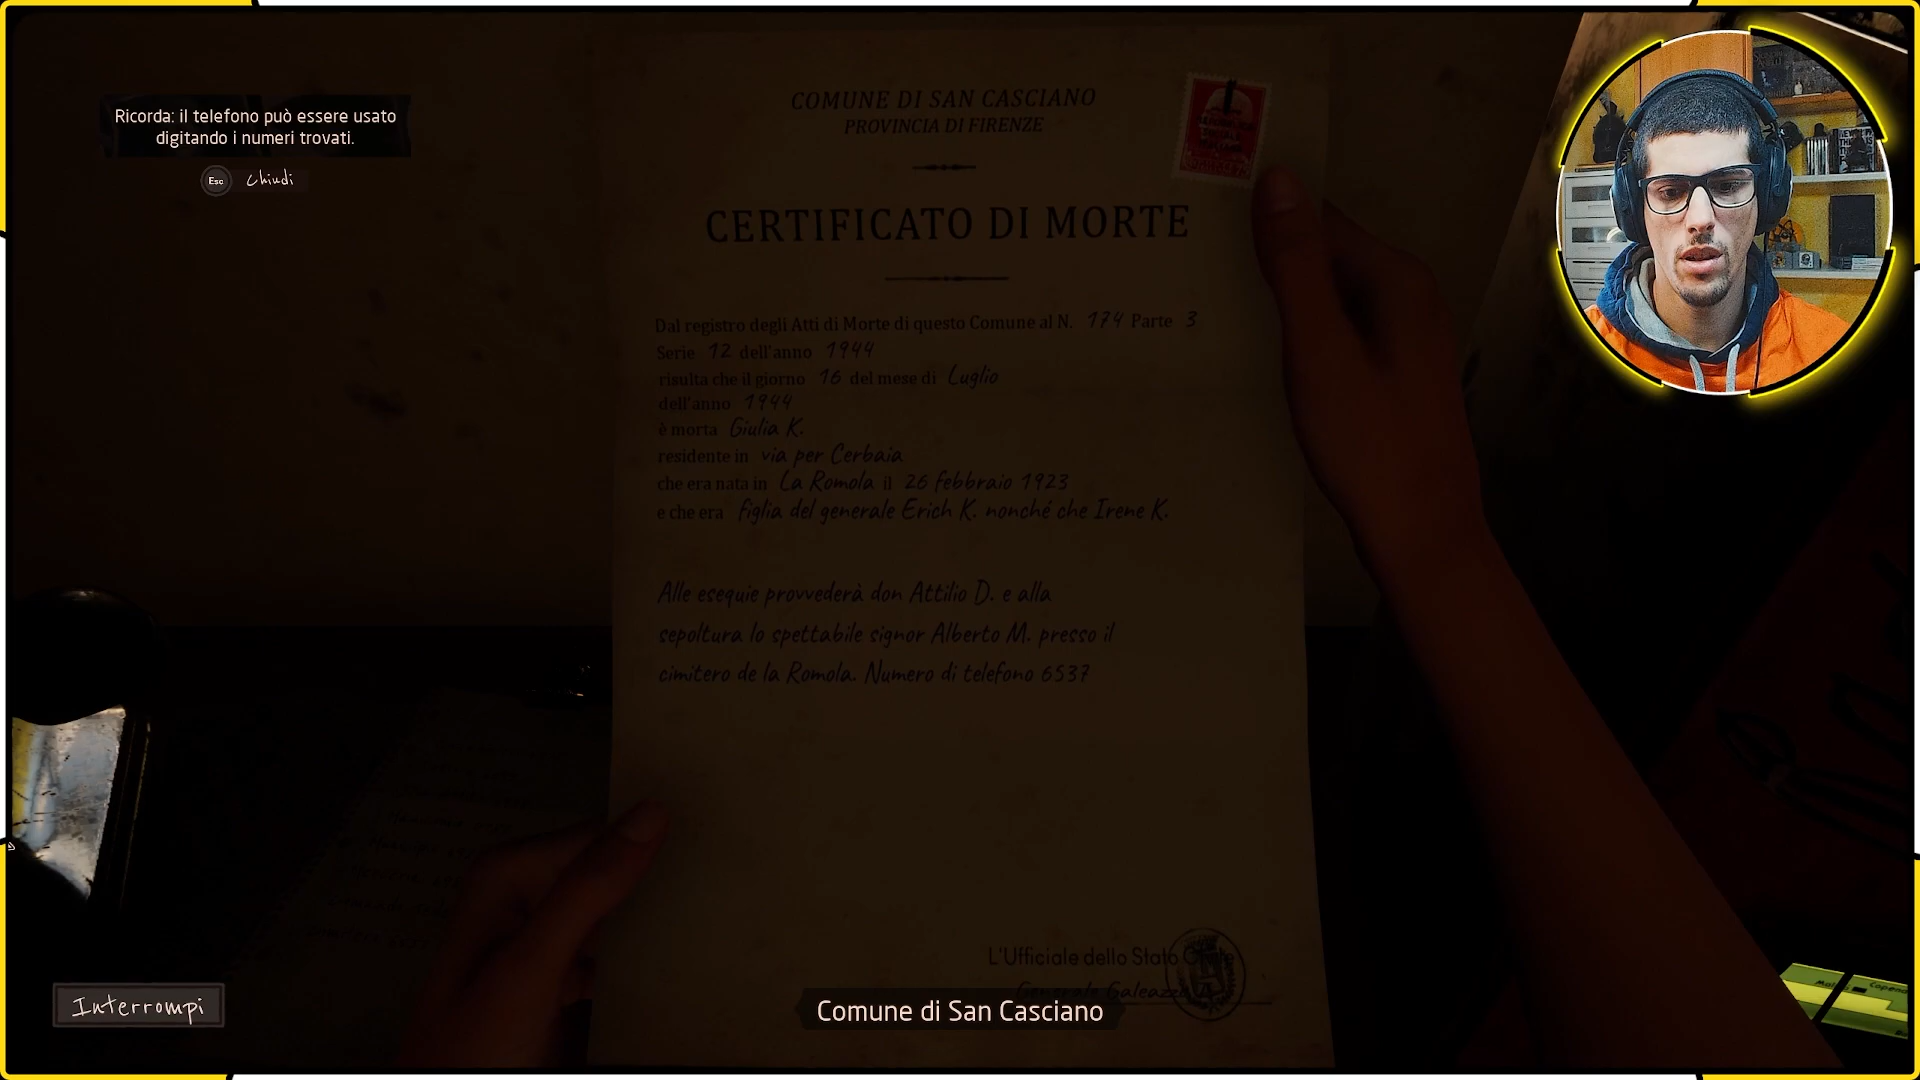 Ricorda: il telefono può essere usato
digitando i numeri trovati.
Esc Chiudi
COMUNE DI SAN CASCIANO
PROVINCIA DI FIRENZE
CERTIFICATO DI MORTE
Dal registro degli Atti di Morte di questo Comune al N. 174 Parte 3
Serie 12 dell'anno 1944
risulta che il giorno 16 del mese di Luglio
dell'anno 1944
è morta Giulia K.
residente in via per Cerbaia
che era nata in La Romola il 26 febbraio 1923
e che era figlia del generale Erich K. nonché che Irene K.
Alle esequie provvederà don Attilio D. e alla
sepoltura lo spettabile signor Alberto M. presso il
cimitero de la Romola. Numero di telefono 6537
L'Ufficiale dello Stato
Generale Galeazzo
Comune di San Casciano
Interrompi